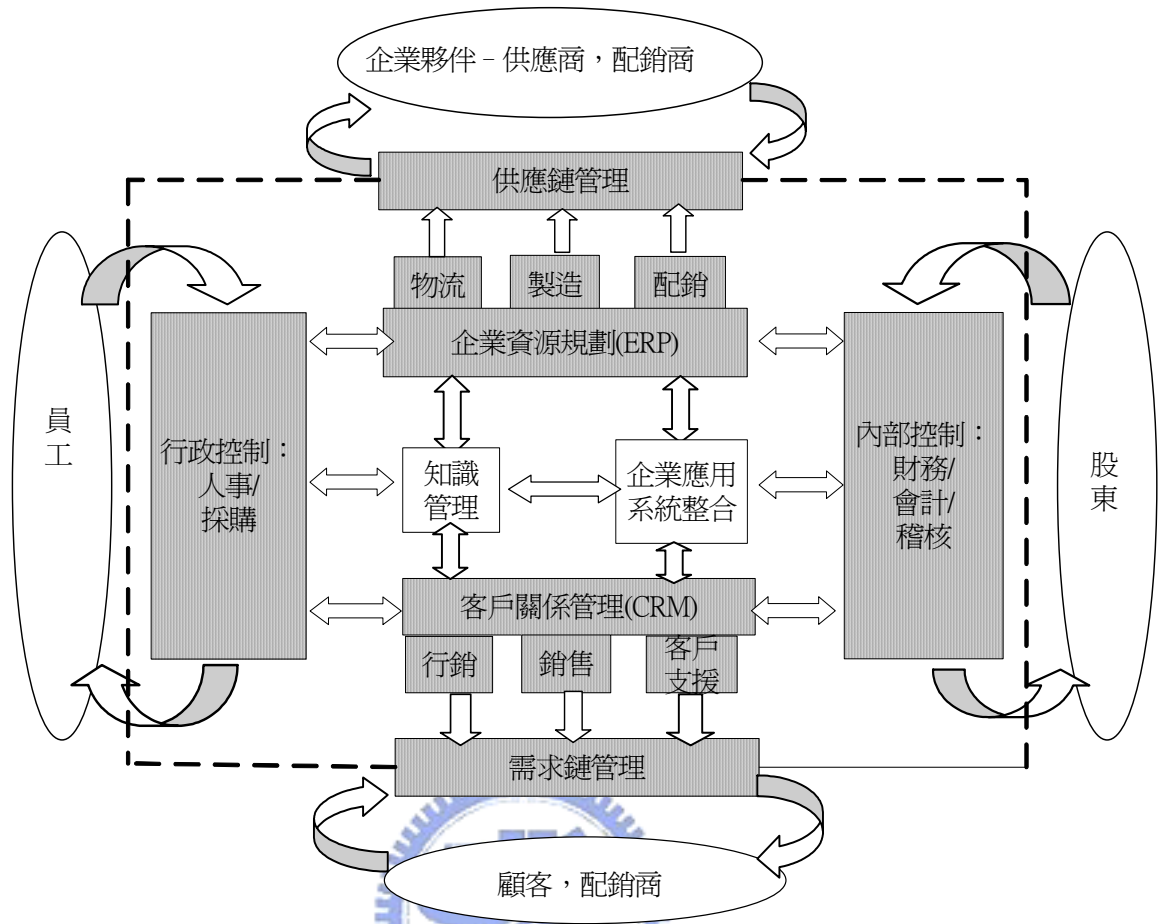 企業夥伴－供應商，配銷商
供應鏈管理
物流
製造
配銷
企業資源規劃(ERP)
員
工
行政控制：
人事/
採購
知識
管理
企業應用
系統整合
內部控制：
財務/
會計/
稽核
股
東
客戶關係管理(CRM)
行銷
銷售
客戶
支援
需求鏈管理
顧客，配銷商